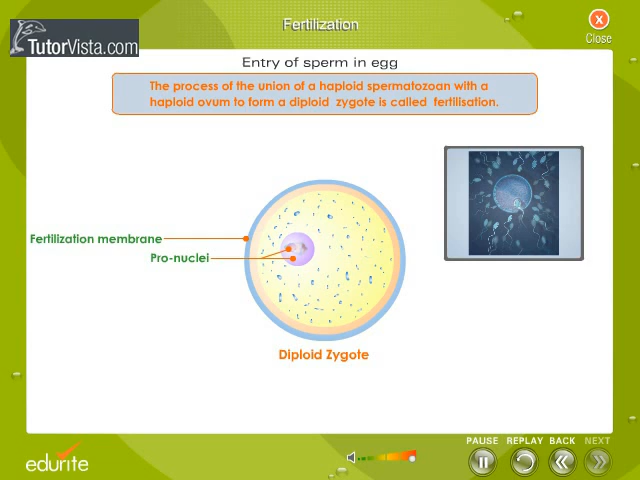 Fertilization
TutorVista.com
Close
Entry of sperm in egg
The process of the union of a haploid spermatozoan with a
haploid ovum to form a diploid zygote is called fertilisation.
Fertilization membrane
Pro-nuclei
Diploid Zygote
PAUSE REPLAY BACK NEXT
edurite